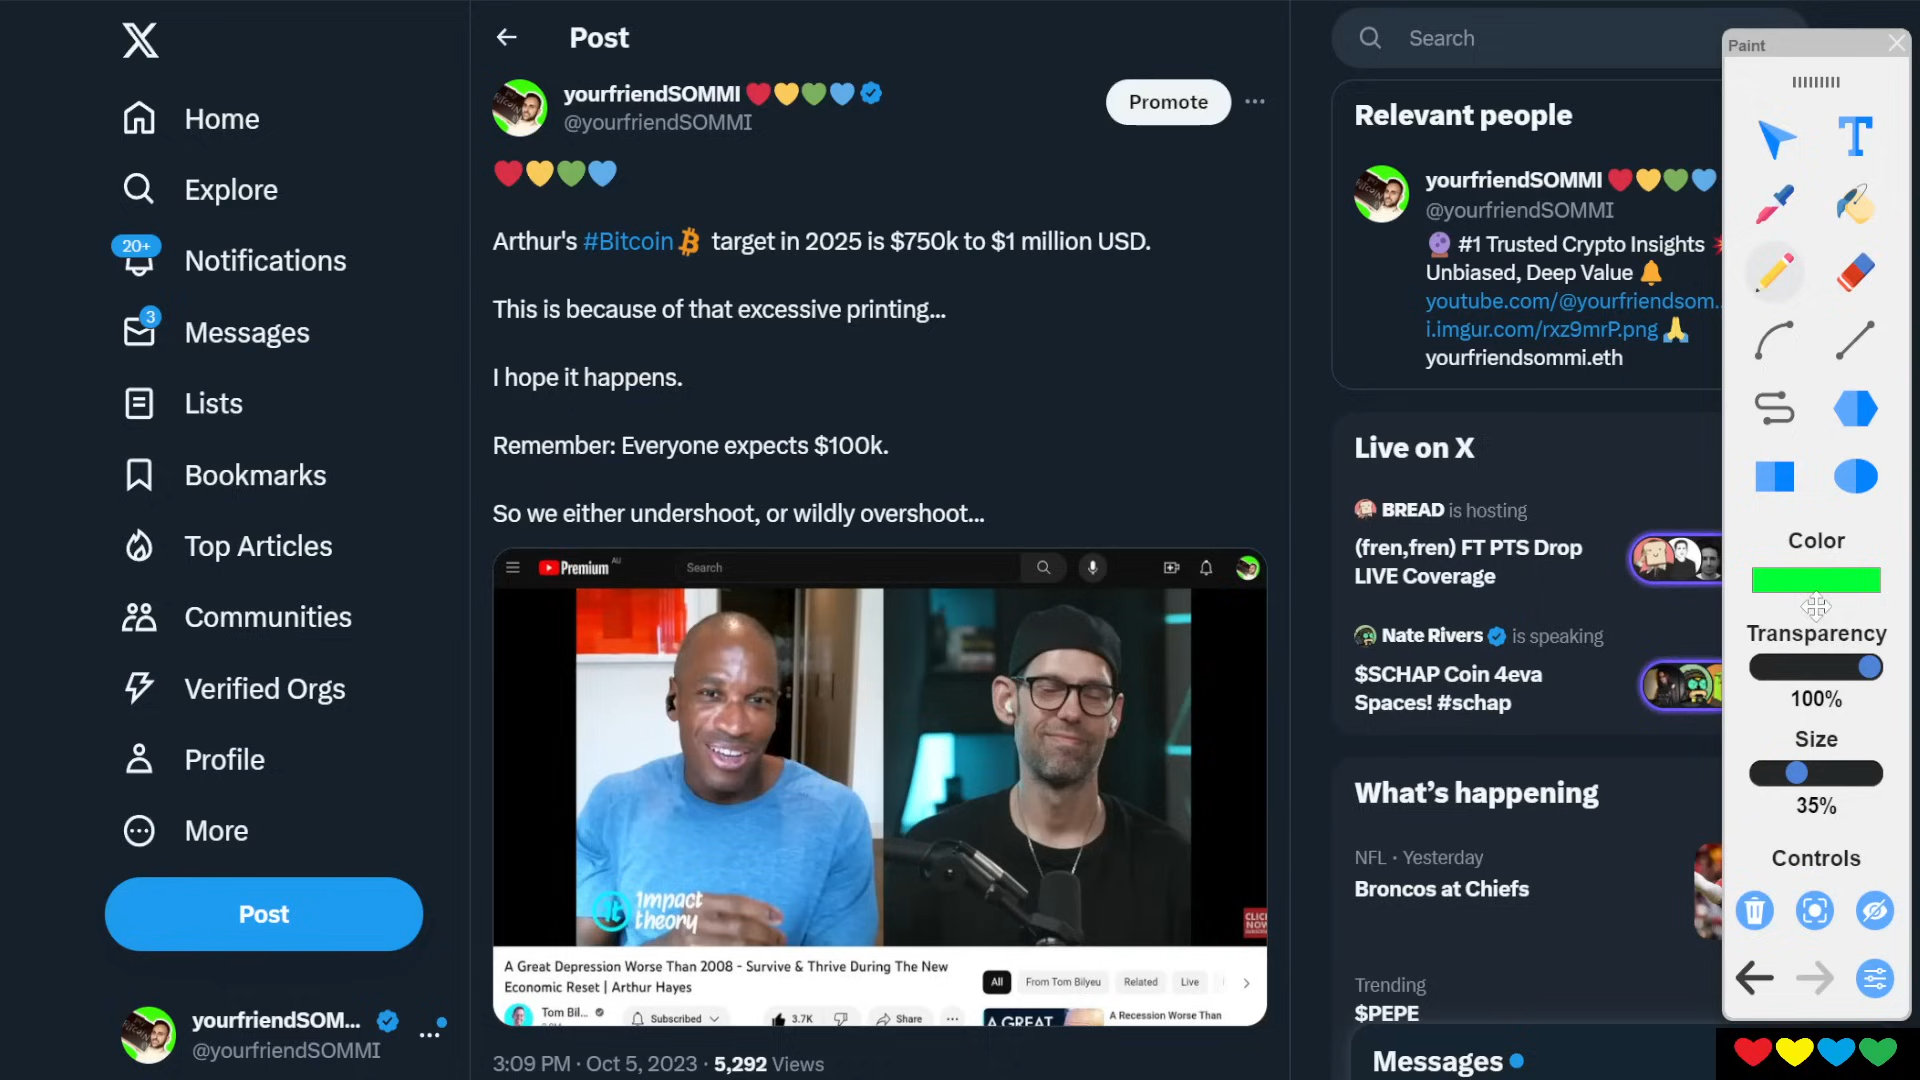 Home
Explore
20+
Notifications
3
Messages
Lists
Bookmarks
Top Articles
Communities
Verified Orgs
Profile
More
Post
yourfriendSOM...
@yourfriendSOMMI
Post
yourfriendSOMMI
@yourfriendSOMMI
Promote
Arthur's #Bitcoin target in 2025 is $750k to $1 million USD.
This is because of that excessive printing...
I hope it happens.
Remember: Everyone expects $100k.
So we either undershoot, or wildly overshoot...
Premium AU
Search
1mpact
theory
CLICK
NOW
A Great Depression Worse Than 2008 - Survive & Thrive During The New
Economic Reset | Arthur Hayes
Tom Bil...
Subscribed
3.7K
Share
All
From Tom Bilyeu
Related
Live
A GREAT
A Recession Worse Than
3:09 PM · Oct 5, 2023 · 5,292 Views
Search
Relevant people
yourfriendSOMMI
@yourfriendSOMMI
#1 Trusted Crypto Insights
Unbiased, Deep Value
youtube.com/@yourfriendsom...
i.imgur.com/rxz9mrP.png
yourfriendsommi.eth
Live on X
BREAD is hosting
(fren,fren) FT PTS Drop
LIVE Coverage
Nate Rivers is speaking
$SCHAP Coin 4eva
Spaces! #schap
What's happening
NFL · Yesterday
Broncos at Chiefs
Trending
$PEPE
Messages
Paint
T
Color
Transparency
100%
Size
35%
Controls